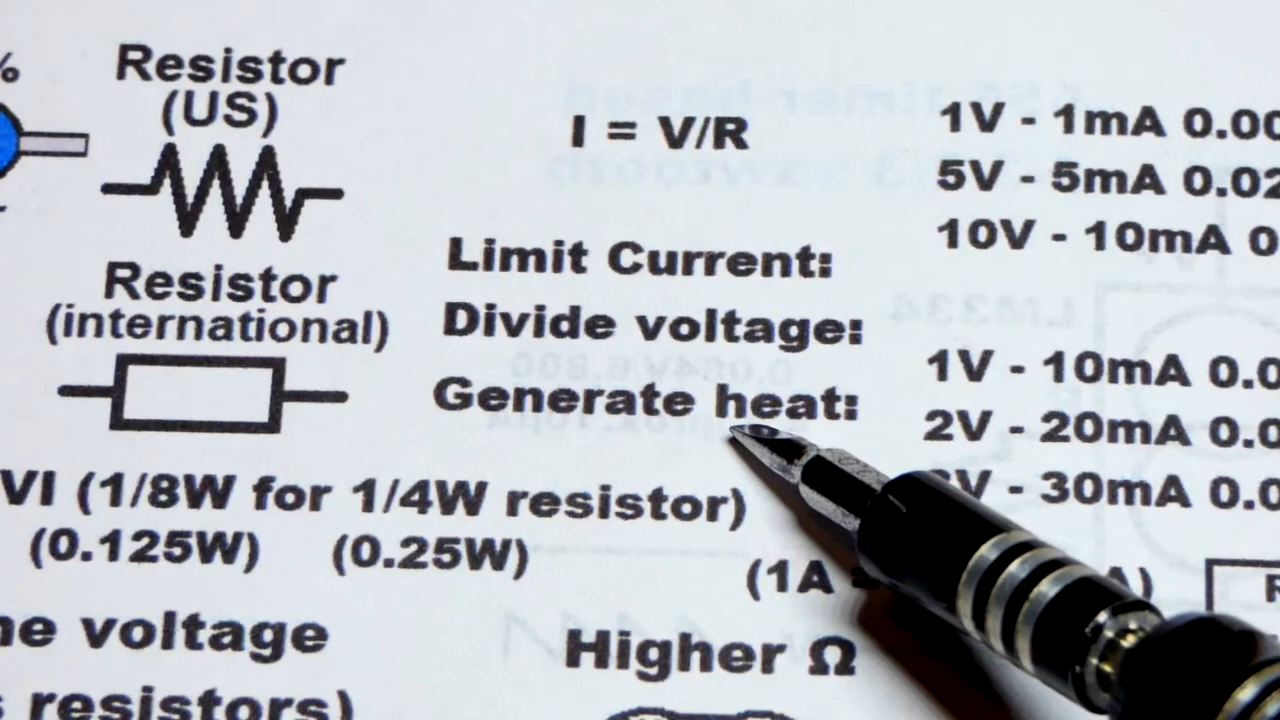 %
Resistor
(US)
I = V/R
1V - 1mA 0.00
5V - 5mA 0.02
10V - 10mA 0
Resistor
(international)
Limit Current:
Divide voltage:
Generate heat:
1V - 10mA 0.0
2V - 20mA 0.0
V - 30mA 0.0
VI (1/8W for 1/4W resistor)
(0.125W) (0.25W)
(1A - A)
R
he voltage
Higher Ω
s resistors)